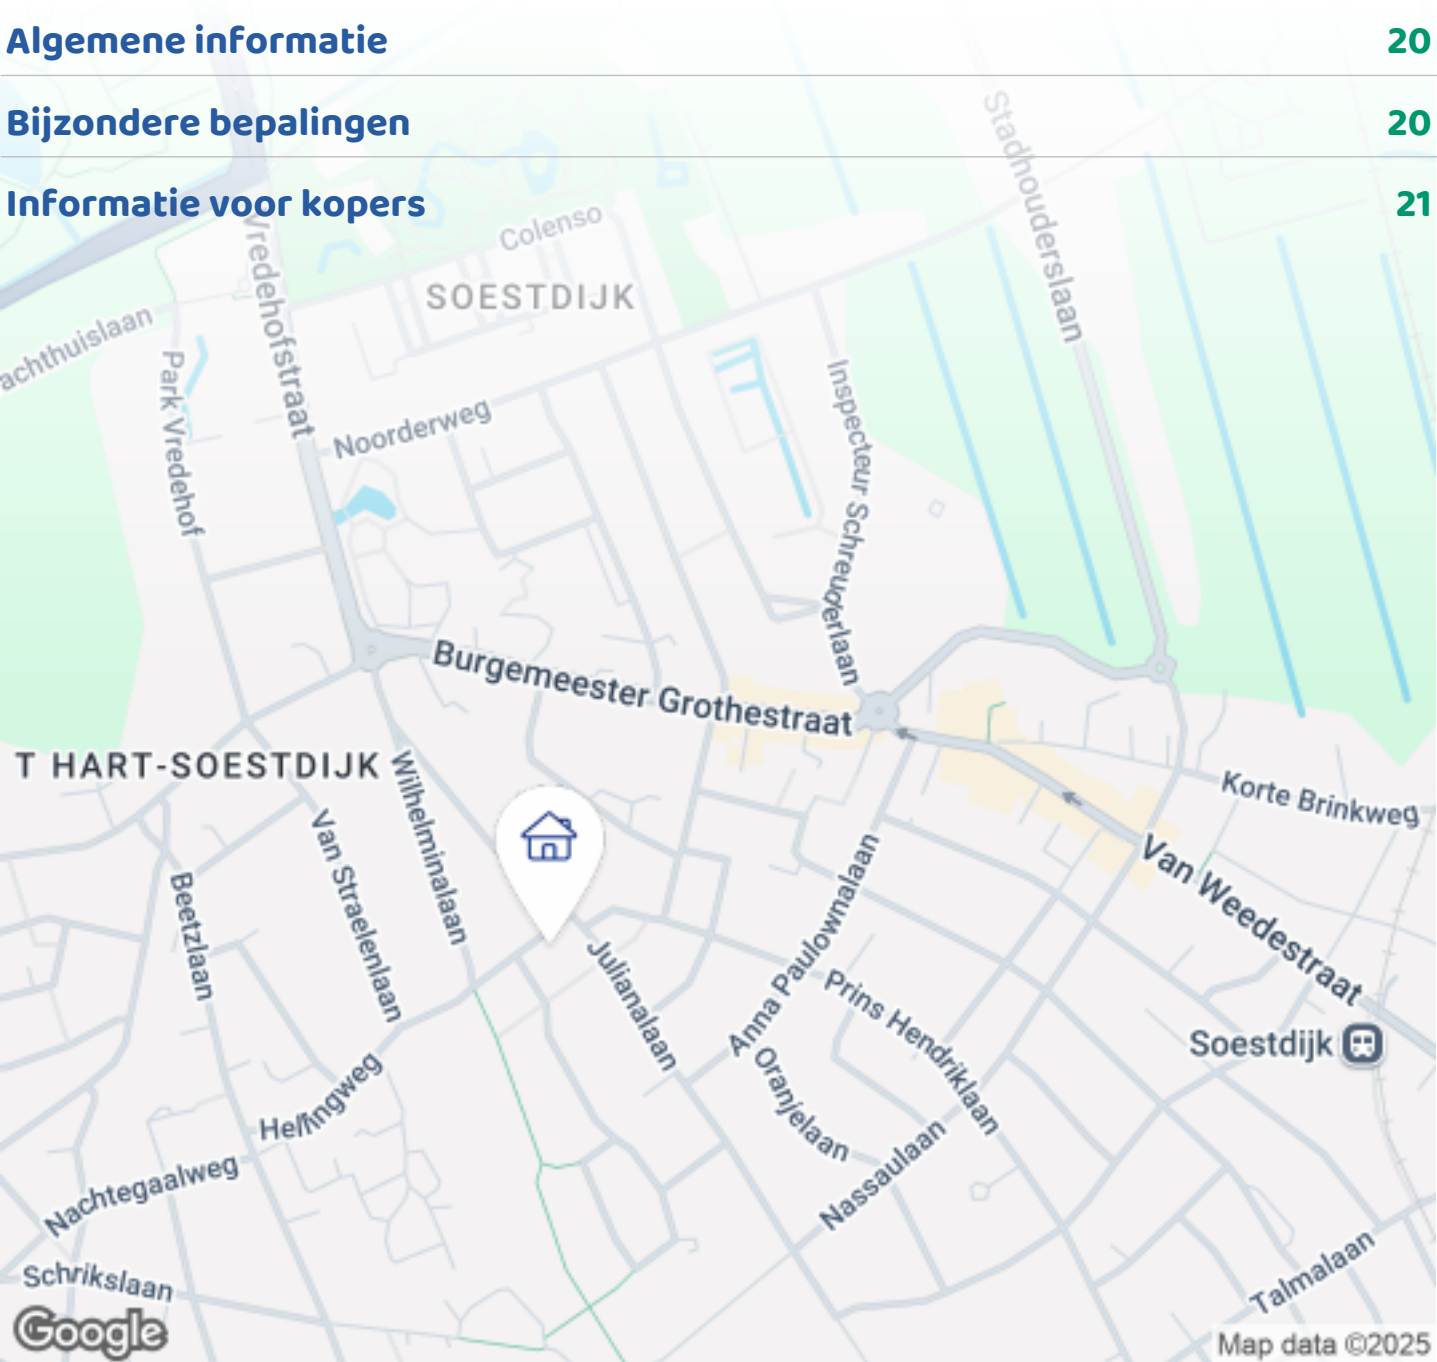 Algemene informatie 20
Bijzondere bepalingen 20
Informatie voor kopers 21
Stadhouderslaan
Colenso
Vredehofstraat
SOESTDIJK
achthuislaan
Park Vredehof
Noorderweg
Inspecteur Schreuderlaan
Burgemeester Grothestraat
T HART-SOESTDIJK
Wilhelminalaan
Korte Brinkweg
Van Straelenlaan
Van Weedestraat
Beetzlaan
Anna Paulownalaan
Julianalaan
Prins Hendriklaan
Soestdijk
Oranjelaan
Hellingweg
Nassaulaan
Nachtegaalweg
Schrikslaan
Talmalaan
Google
Map data ©2025